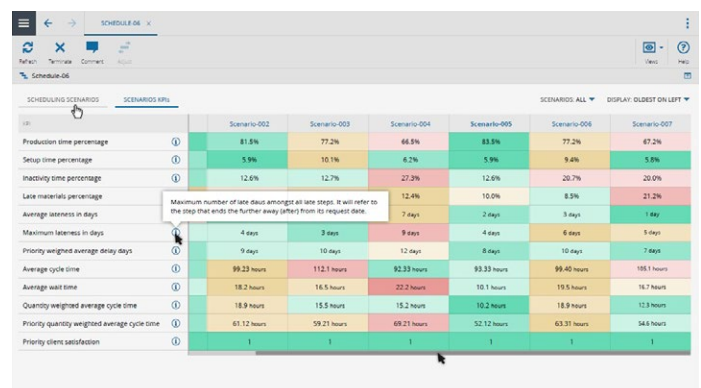 SCHEDULE-06 ×
Refresh Terminate Comment Adjust Views Help
Schedule-06
SCHEDULING SCENARIOS SCENARIOS KPIs SCENARIOS: ALL DISPLAY: OLDEST ON LEFT
Scenario-002 Scenario-003 Scenario-004 Scenario-005 Scenario-006 Scenario-007
Production time percentage 81.5% 77.2% 66.5% 83.5% 77.2% 67.2%
Setup time percentage 5.9% 10.1% 6.2% 5.9% 9.4% 5.8%
Inactivity time percentage 12.6% 12.7% 27.3% 12.6% 20.7% 20.0%
Late materials percentage 12.4% 10.0% 8.5% 21.2%
Maximum number of late days amongst all late steps. It will refer to
the step that ends the further away (after) from its request date.
Average lateness in days 7 days 2 days 3 days 1 day
Maximum lateness in days 4 days 3 days 9 days 4 days 6 days 5 days
Priority weighed average delay days 9 days 10 days 12 days 8 days 10 days 7 days
Average cycle time 99.23 hours 112.1 hours 92.33 hours 93.33 hours 99.40 hours hours
Average wait time 18.2 hours 16.5 hours 22.2 hours 10.1 hours 19.5 hours 16.7 hours
Quantity weighted average cycle time 18.9 hours 15.5 hours 15.2 hours 10.2 hours 18.9 hours 12.3 hours
Priority quantity weighted average cycle time 61.12 hours 59.21 hours 69.21 hours 52.12 hours 63.31 hours 54.6 hours
Priority client satisfaction 1 1 1 1 1 1